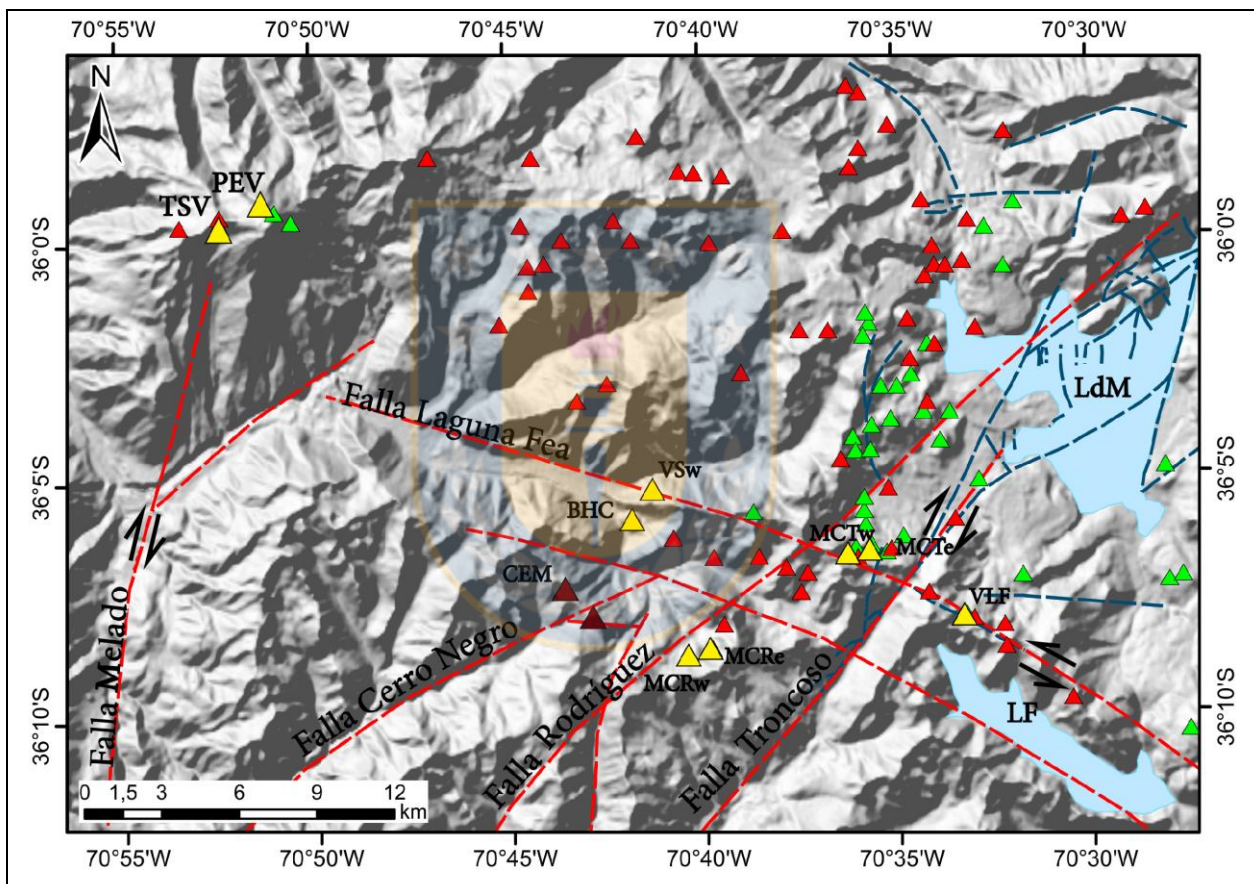 70°55'W 70°50'W 70°45'W 70°40'W 70°35'W 70°30'W
N
PEV
TSV
36°0'S
36°0'S
LdM
Falla Laguna Fea
VSw
36°5'S
36°5'S
BHC
MCTw
MCTe
CEM
VLF
Falla Melado
Falla Cerro Negro
Falla Rodríguez
MCRe
MCRw
Falla Troncoso
LF
36°10'S
36°10'S
0 1,5 3 6 9 12
km
70°55'W 70°50'W 70°45'W 70°40'W 70°35'W 70°30'W